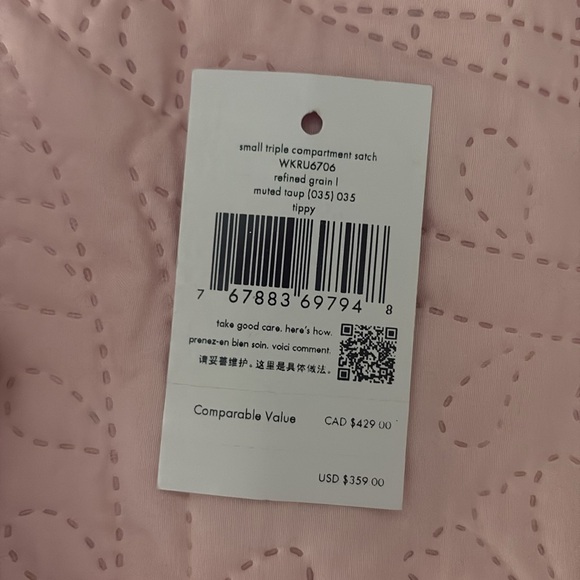 small triple compartment satch
WKRU6706
refined grain l
muted taup (035) 035
tippy
7 67883 69794 8
take good care. here's how.
prenez-en bien soin. voici comment.
请妥善维护。这里是具体做法。
Comparable Value CAD $429.00
USD $359.00